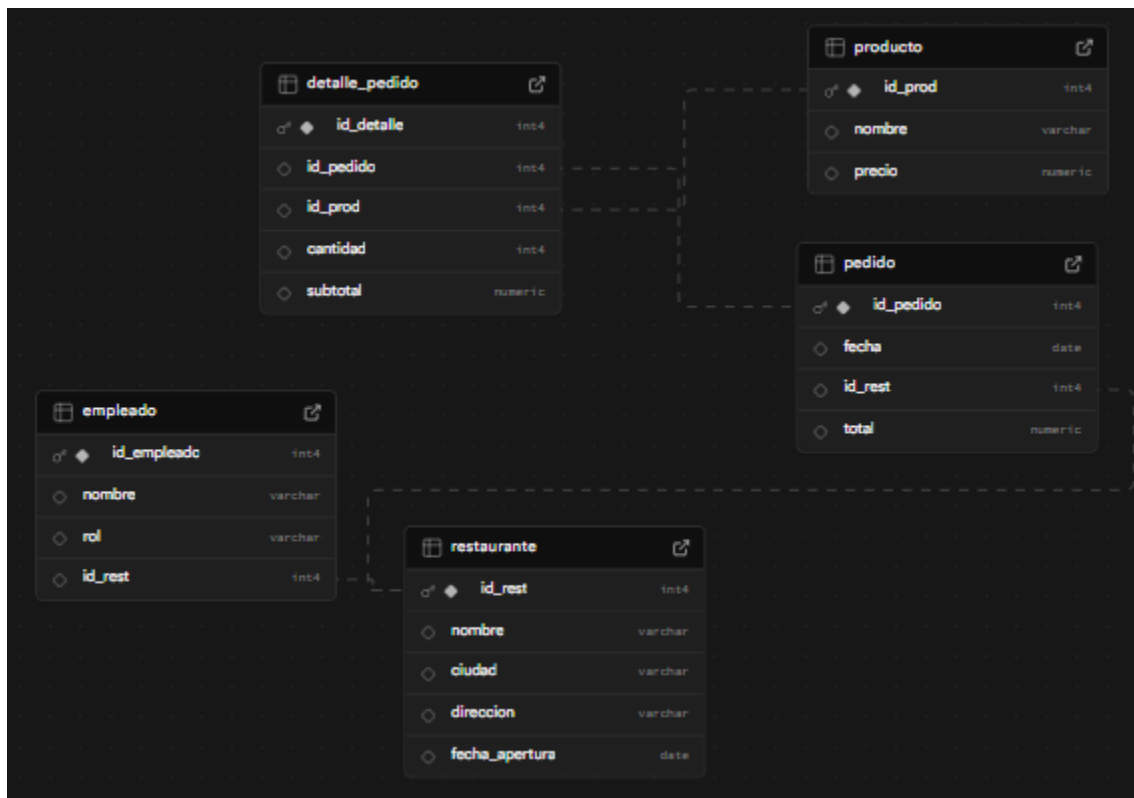 producto
id_prod int4
nombre varchar
precio numeric
detalle_pedido
id_detalle int4
id_pedido int4
id_prod int4
cantidad int4
subtotal numeric
pedido
id_pedido int4
fecha date
id_rest int4
total numeric
empleado
id_empleado int4
nombre varchar
rol varchar
id_rest int4
restaurante
id_rest int4
nombre varchar
ciudad varchar
direccion varchar
fecha_apertura date